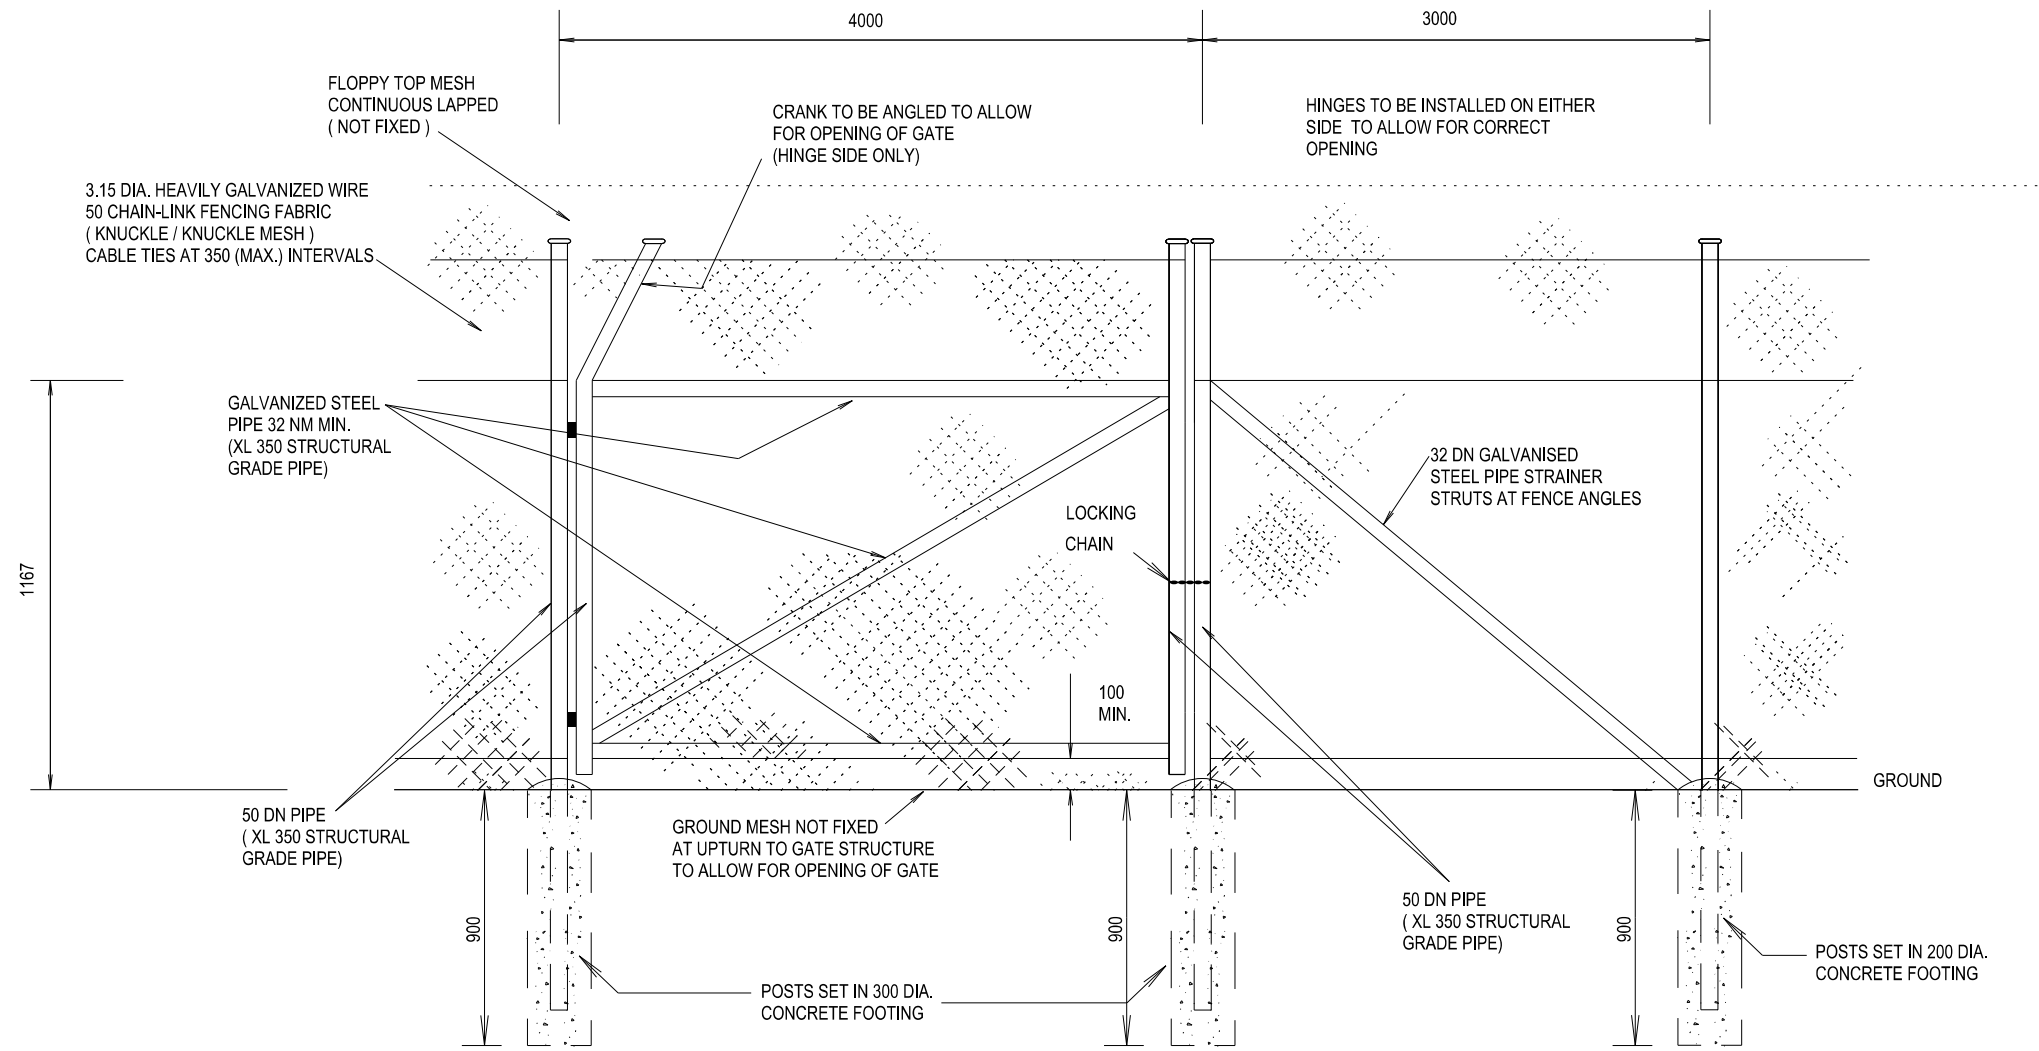 4000
3000
FLOPPY TOP MESH
CONTINUOUS LAPPED
( NOT FIXED )
CRANK TO BE ANGLED TO ALLOW
FOR OPENING OF GATE
(HINGE SIDE ONLY)
HINGES TO BE INSTALLED ON EITHER
SIDE TO ALLOW FOR CORRECT
OPENING
3.15 DIA. HEAVILY GALVANIZED WIRE
50 CHAIN-LINK FENCING FABRIC
( KNUCKLE / KNUCKLE MESH )
CABLE TIES AT 350 (MAX.) INTERVALS
GALVANIZED STEEL
PIPE 32 NM MIN.
(XL 350 STRUCTURAL
GRADE PIPE)
32 DN GALVANISED
STEEL PIPE STRAINER
STRUTS AT FENCE ANGLES
LOCKING
CHAIN
1167
100
MIN.
GROUND
50 DN PIPE
( XL 350 STRUCTURAL
GRADE PIPE)
GROUND MESH NOT FIXED
AT UPTURN TO GATE STRUCTURE
TO ALLOW FOR OPENING OF GATE
50 DN PIPE
( XL 350 STRUCTURAL
GRADE PIPE)
900
900
900
POSTS SET IN 200 DIA.
CONCRETE FOOTING
POSTS SET IN 300 DIA.
CONCRETE FOOTING